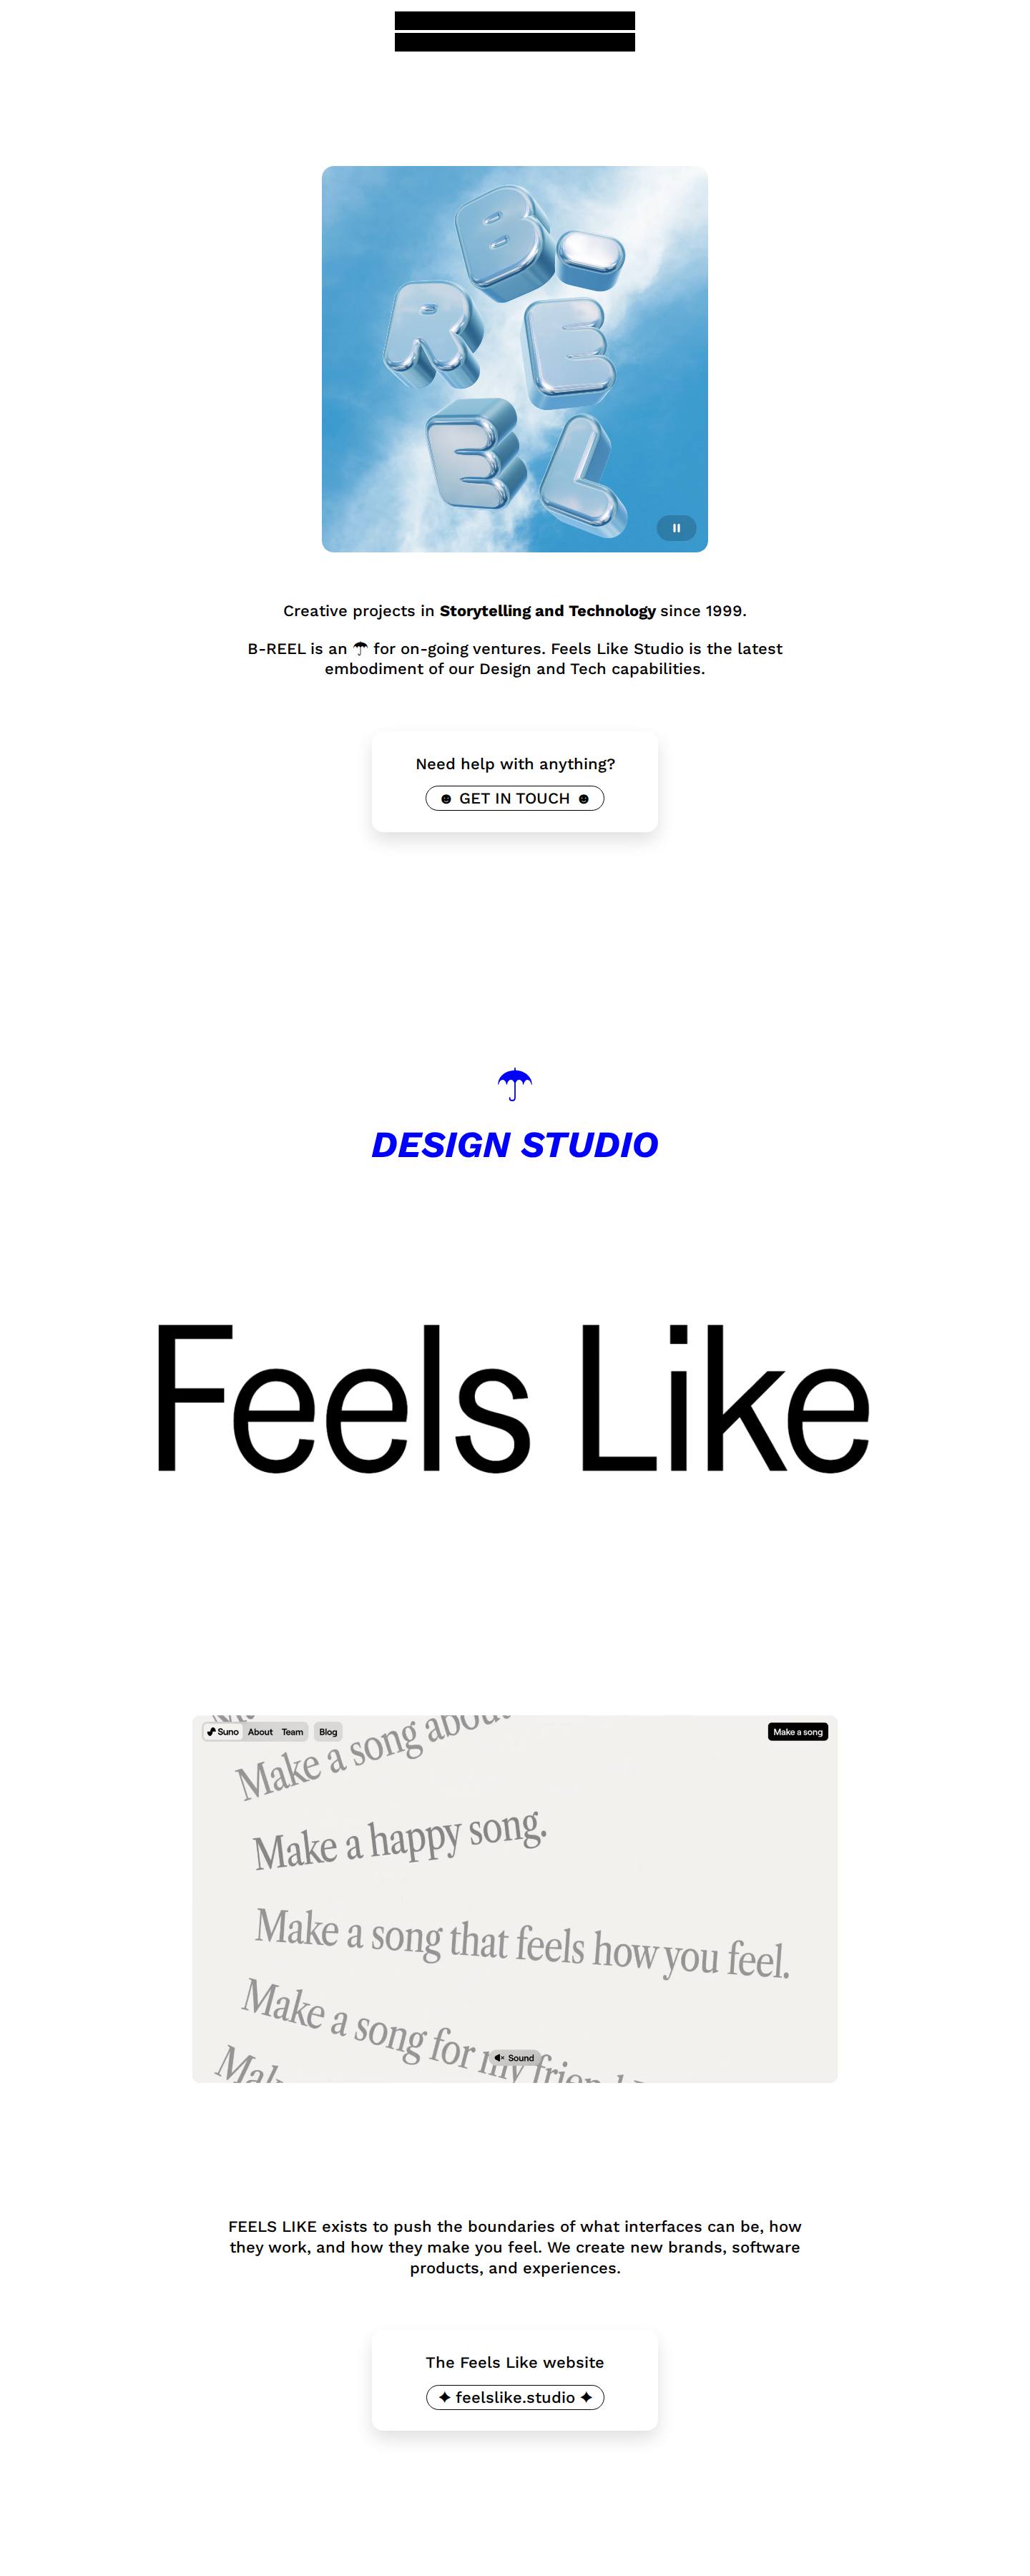 B-
R E
E L
Creative projects in Storytelling and Technology since 1999.
B-REEL is an ☂ for on-going ventures. Feels Like Studio is the latest
embodiment of our Design and Tech capabilities.
Need help with anything?
☻ GET IN TOUCH ☻
☂
DESIGN STUDIO
Feels Like
Suno About Team Blog Make a song
Make a song about
Make a happy song.
Make a song that feels how you feel.
Make a song for my
Sound
FEELS LIKE exists to push the boundaries of what interfaces can be, how
they work, and how they make you feel. We create new brands, software
products, and experiences.
The Feels Like website
✦ feelslike.studio ✦